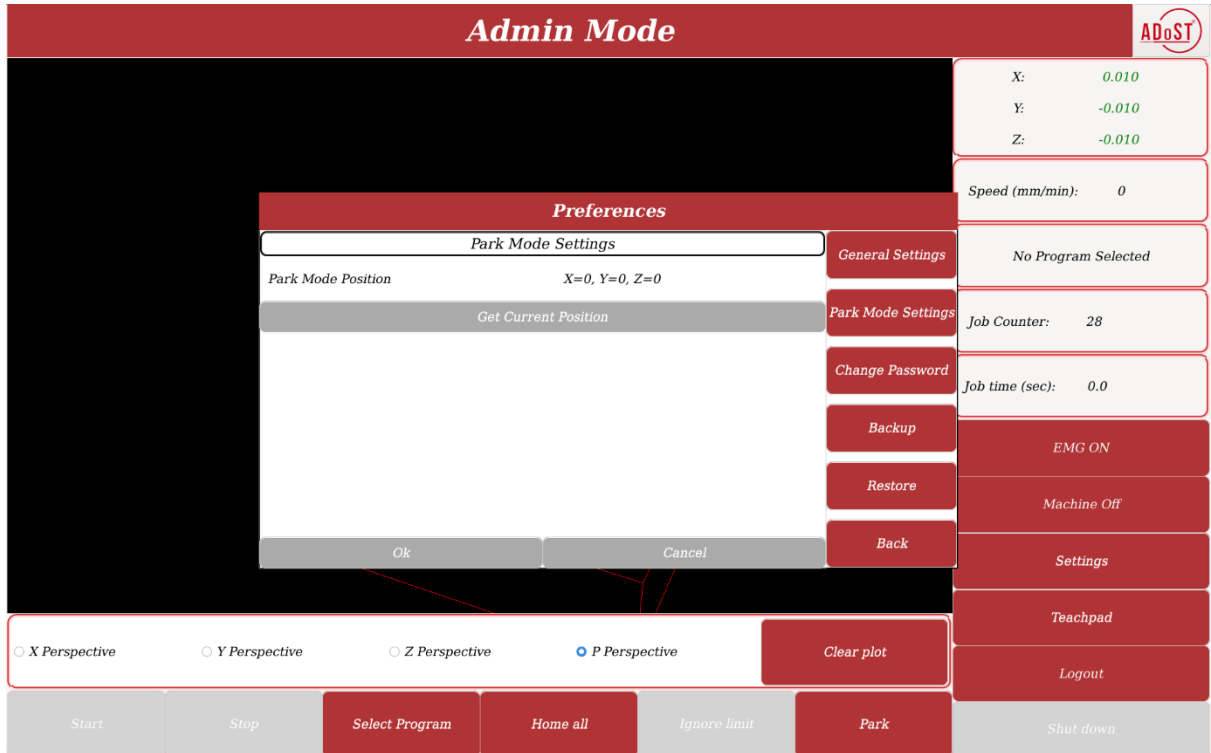 Admin Mode
ADoST
X: 0.010
Y: -0.010
Z: -0.010
Speed (mm/min): 0
No Program Selected
Job Counter: 28
Job time (sec): 0.0
EMG ON
Machine Off
Settings
Teachpad
Logout
Shut down
Preferences
Park Mode Settings
Park Mode Position X=0, Y=0, Z=0
Get Current Position
Ok Cancel
General Settings
Park Mode Settings
Change Password
Backup
Restore
Back
X Perspective Y Perspective Z Perspective P Perspective Clear plot
Start Stop Select Program Home all Ignore limit Park